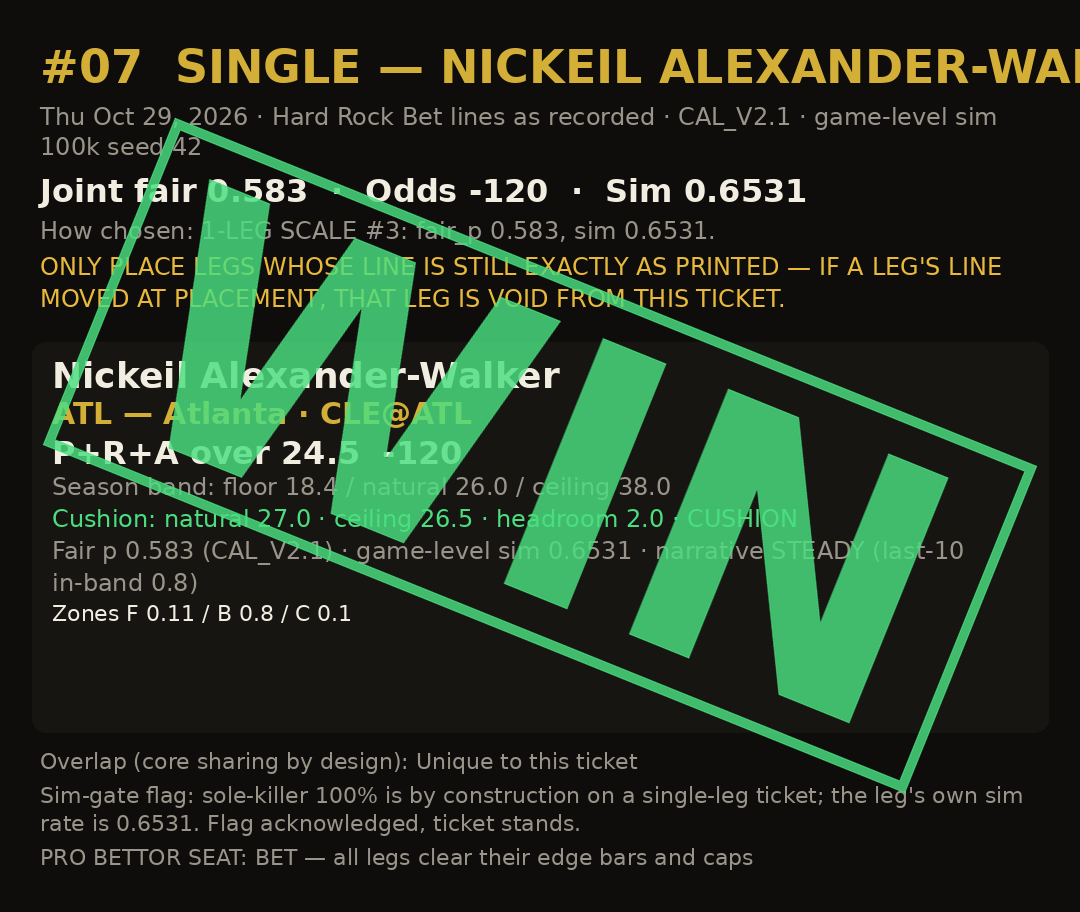 #07  SINGLE — NICKEIL ALEXANDER-WAL
Thu Oct 29, 2026 · Hard Rock Bet lines as recorded · CAL_V2.1 · game-level sim
100k seed 42
Joint fair 0.583  ·  Odds -120  ·  Sim 0.6531
How chosen: 1-LEG SCALE #3: fair_p 0.583, sim 0.6531.
ONLY PLACE LEGS WHOSE LINE IS STILL EXACTLY AS PRINTED — IF A LEG'S LINE
MOVED AT PLACEMENT, THAT LEG IS VOID FROM THIS TICKET.
Nickeil Alexander-Walker
ATL — Atlanta · CLE@ATL
P+R+A over 24.5  -120
Season band: floor 18.4 / natural 26.0 / ceiling 38.0
Cushion: natural 27.0 · ceiling 26.5 · headroom 2.0 · CUSHION
Fair p 0.583 (CAL_V2.1) · game-level sim 0.6531 · narrative STEADY (last-10
in-band 0.8)
Zones F 0.11 / B 0.8 / C 0.1
WIN
Overlap (core sharing by design): Unique to this ticket
Sim-gate flag: sole-killer 100% is by construction on a single-leg ticket; the leg's own sim
rate is 0.6531. Flag acknowledged, ticket stands.
PRO BETTOR SEAT: BET — all legs clear their edge bars and caps